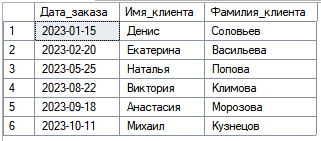 Дата_заказа Имя_клиента Фамилия_клиента
1 2023-01-15 Денис Соловьев
2 2023-02-20 Екатерина Васильева
3 2023-05-25 Наталья Попова
4 2023-08-22 Виктория Климова
5 2023-09-18 Анастасия Морозова
6 2023-10-11 Михаил Кузнецов